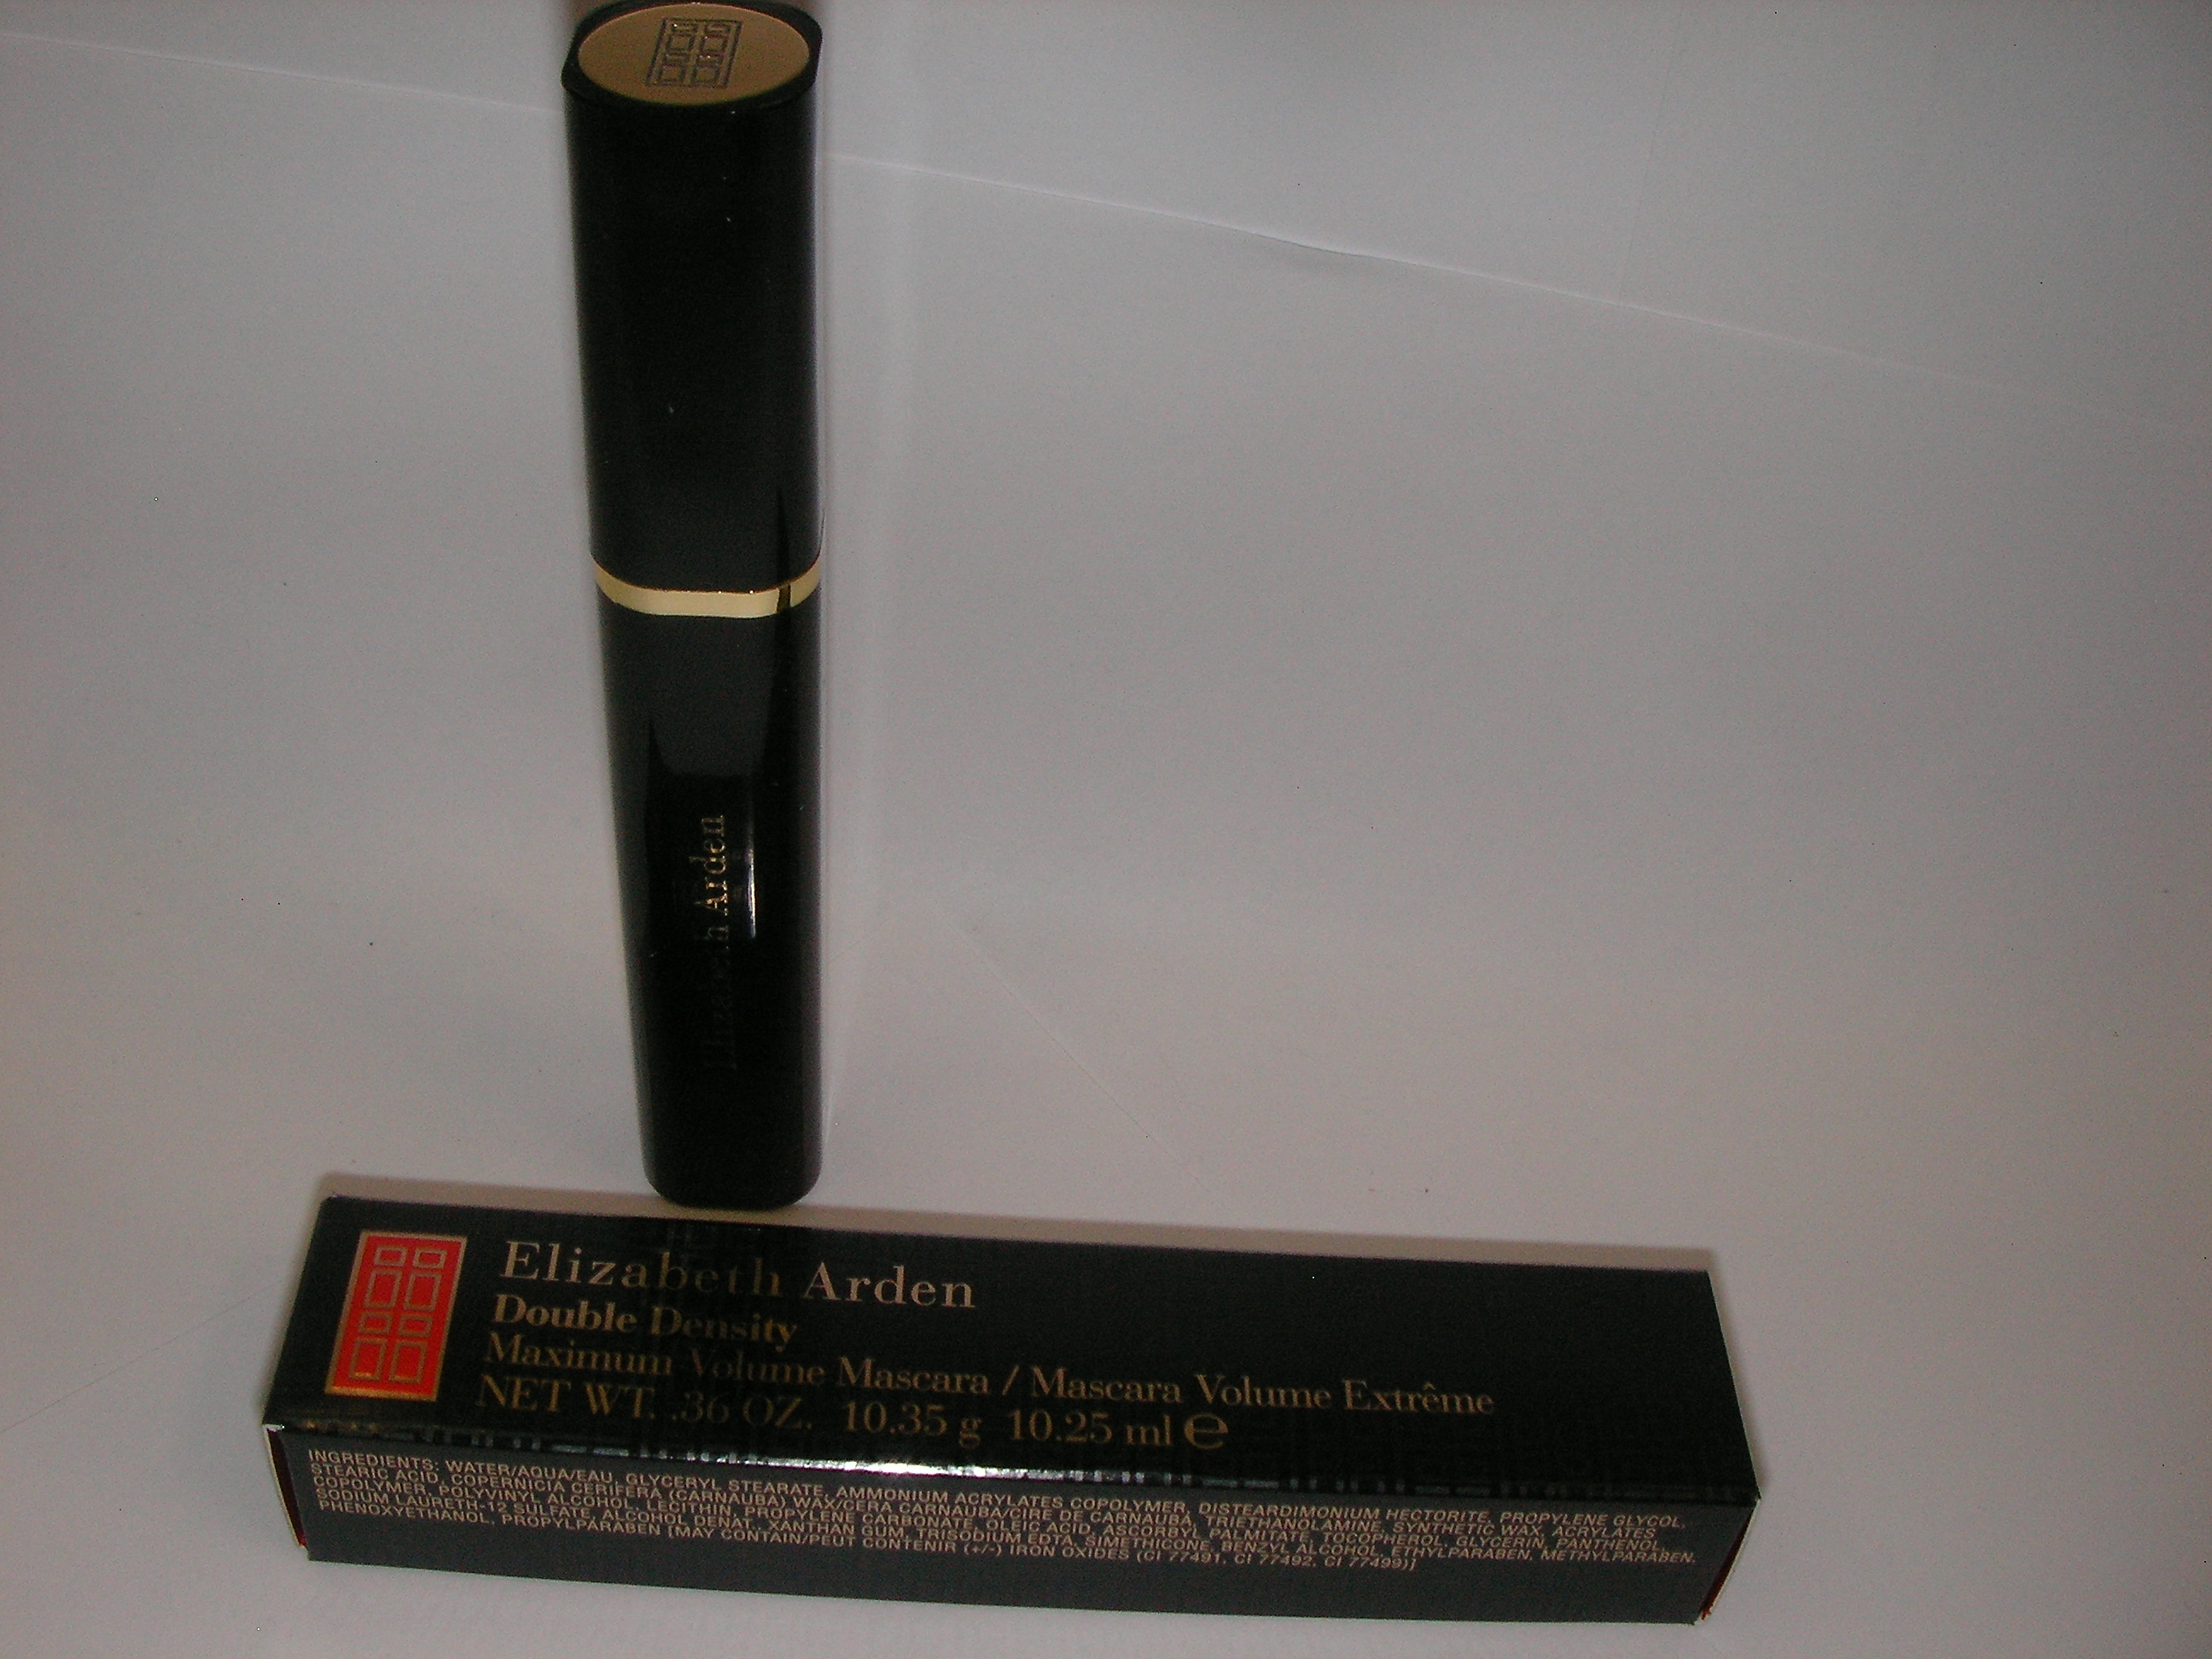 Elizabeth Arden
Elizabeth Arden
Double Density
Maximum Volume Mascara / Mascara Volume Extrême
NET WT. .36 OZ. 10.35 g 10.25 ml ℮
INGREDIENTS: WATER/AQUA/EAU, GLYCERYL STEARATE, AMMONIUM ACRYLATES COPOLYMER, DISTEARDIMONIUM HECTORITE, PROPYLENE GLYCOL,
STEARIC ACID, COPERNICIA CERIFERA (CARNAUBA) WAX/CERA CARNAUBA/CIRE DE CARNAUBA, TRIETHANOLAMINE, SYNTHETIC WAX, ACRYLATES
COPOLYMER, POLYVINYL ALCOHOL, LECITHIN, PROPYLENE CARBONATE, OLEIC ACID, ASCORBYL PALMITATE, TOCOPHEROL, GLYCERIN, PANTHENOL,
SODIUM LAURETH-12 SULFATE, ALCOHOL DENAT., XANTHAN GUM, TRISODIUM EDTA, SIMETHICONE, BENZYL ALCOHOL, ETHYLPARABEN, METHYLPARABEN,
PHENOXYETHANOL, PROPYLPARABEN [MAY CONTAIN/PEUT CONTENIR (+/-) IRON OXIDES (CI 77491, CI 77492, CI 77499)]